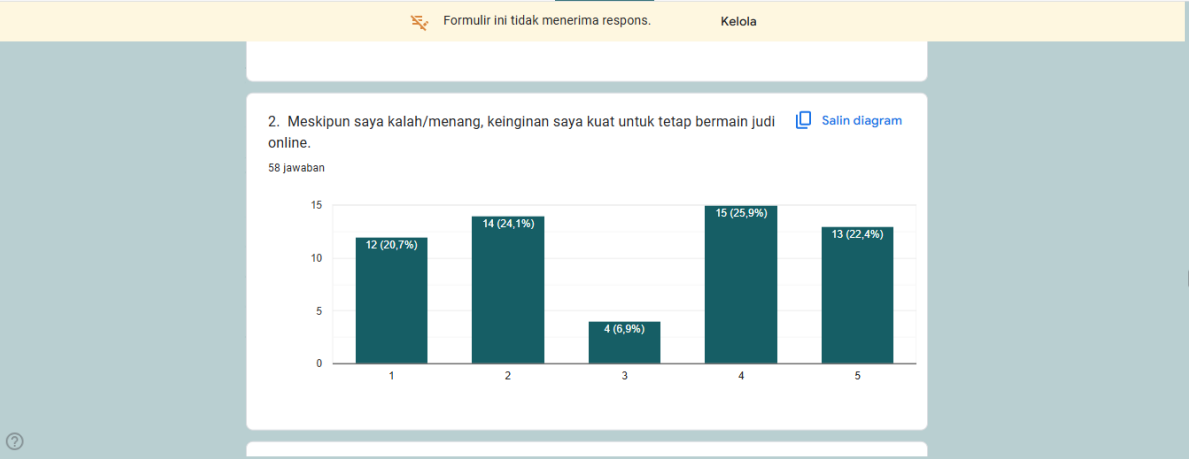 Formulir ini tidak menerima respons. Kelola
2. Meskipun saya kalah/menang, keinginan saya kuat untuk tetap bermain judi
online.
Salin diagram
58 jawaban
15
10
5
0
12 (20,7%)
14 (24,1%)
4 (6,9%)
15 (25,9%)
13 (22,4%)
1 2 3 4 5